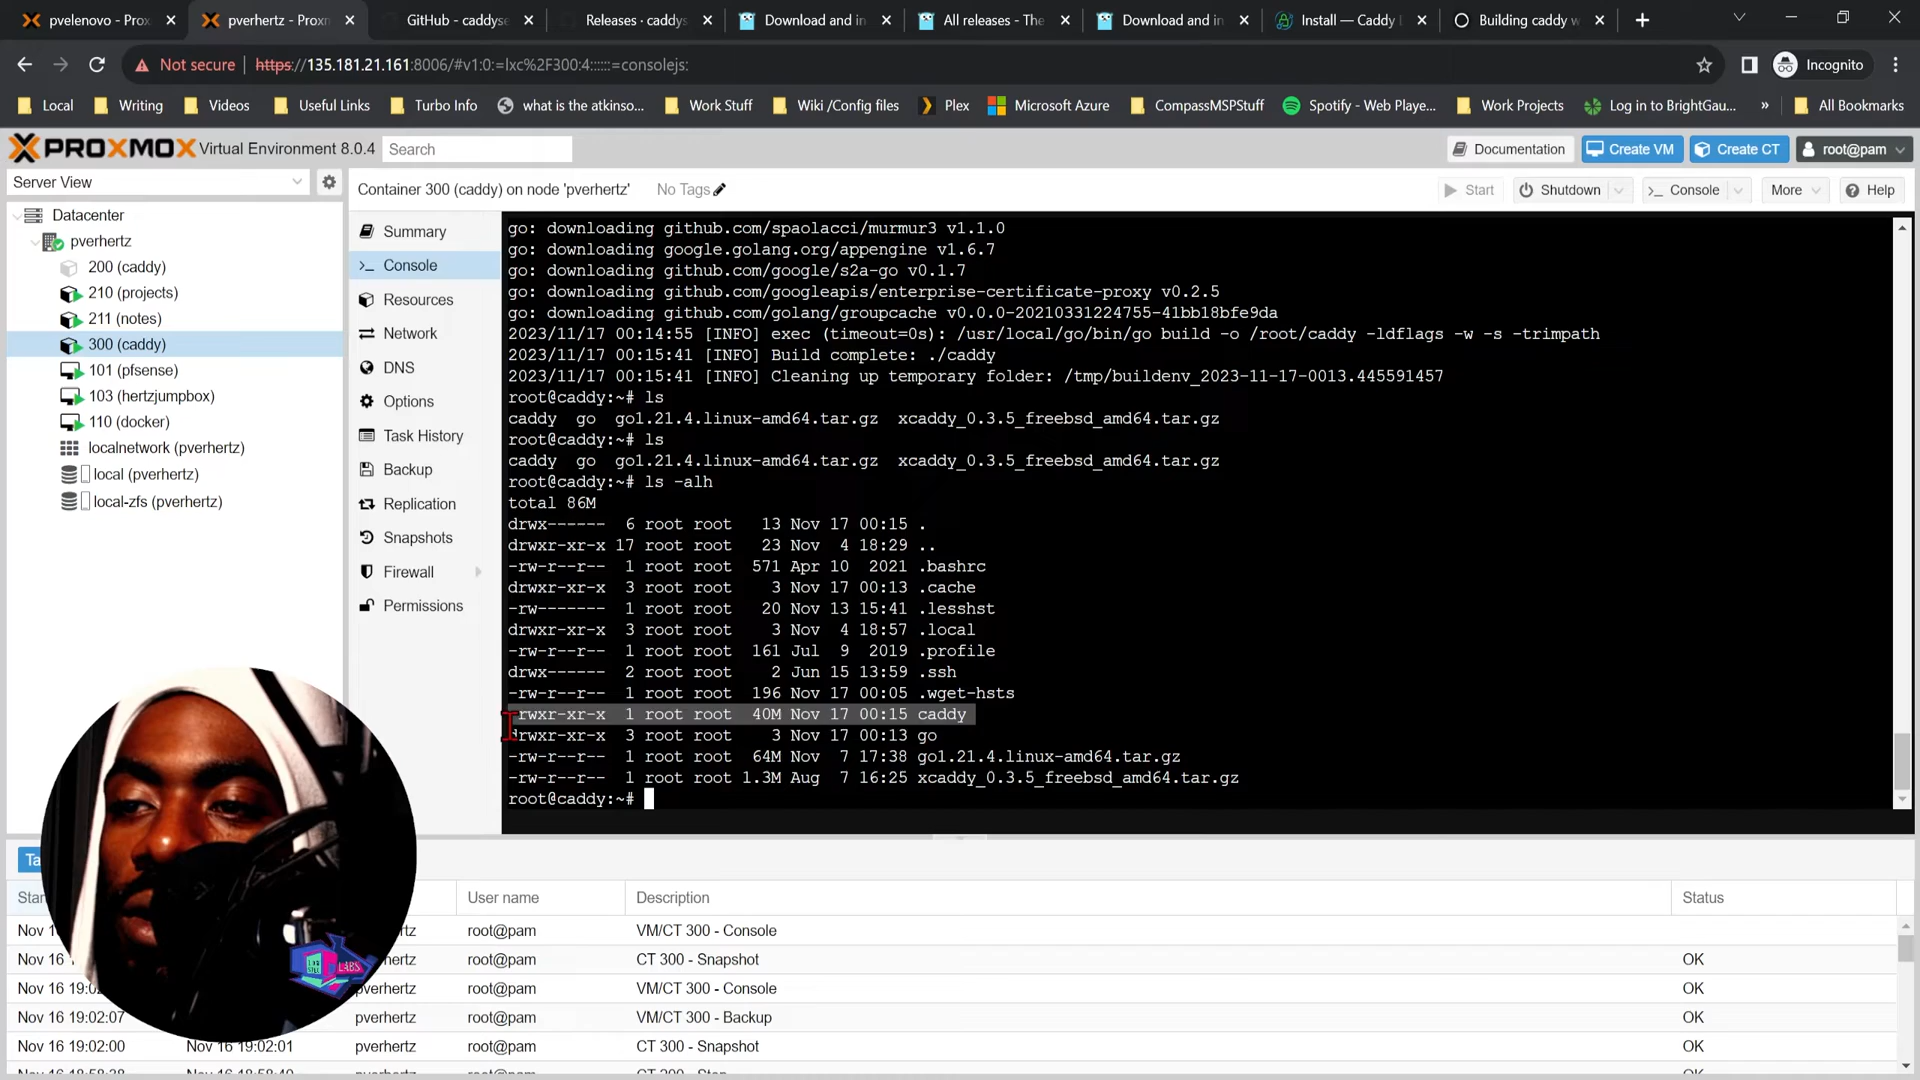 pvelenovo - Prox
pverhertz - Proxm
GitHub - caddyse
Releases · caddys
Download and in
All releases - The
Download and in
Install — Caddy
Building caddy w
Not secure
https://135.181.21.161:8006/#v1:0:=lxc%2F300:4::::::=consolejs:
Incognito
Local
Writing
Videos
Useful Links
Turbo Info
what is the atkinso...
Work Stuff
Wiki /Config files
Plex
Microsoft Azure
CompassMSPStuff
Spotify - Web Playe...
Work Projects
Log in to BrightGau...
»
All Bookmarks
PROXMOX Virtual Environment 8.0.4
Search
Documentation
Create VM
Create CT
root@pam
Server View
Container 300 (caddy) on node 'pverhertz'
No Tags
Start
Shutdown
Console
More
Help
Datacenter
pverhertz
200 (caddy)
210 (projects)
211 (notes)
300 (caddy)
101 (pfsense)
103 (hertzjumpbox)
110 (docker)
localnetwork (pverhertz)
local (pverhertz)
local-zfs (pverhertz)
Summary
Console
Resources
Network
DNS
Options
Task History
Backup
Replication
Snapshots
Firewall
Permissions
go: downloading github.com/spaolacci/murmur3 v1.1.0
go: downloading google.golang.org/appengine v1.6.7
go: downloading github.com/google/s2a-go v0.1.7
go: downloading github.com/googleapis/enterprise-certificate-proxy v0.2.5
go: downloading github.com/golang/groupcache v0.0.0-20210331224755-41bb18bfe9da
2023/11/17 00:14:55 [INFO] exec (timeout=0s): /usr/local/go/bin/go build -o /root/caddy -ldflags -w -s -trimpath
2023/11/17 00:15:41 [INFO] Build complete: ./caddy
2023/11/17 00:15:41 [INFO] Cleaning up temporary folder: /tmp/buildenv_2023-11-17-0013.445591457
root@caddy:~# ls
caddy  go  go1.21.4.linux-amd64.tar.gz  xcaddy_0.3.5_freebsd_amd64.tar.gz
root@caddy:~# ls
caddy  go  go1.21.4.linux-amd64.tar.gz  xcaddy_0.3.5_freebsd_amd64.tar.gz
root@caddy:~# ls -alh
total 86M
drwx------  6 root root   13 Nov 17 00:15 .
drwxr-xr-x 17 root root   23 Nov  4 18:29 ..
-rw-r--r--  1 root root  571 Apr 10  2021 .bashrc
drwxr-xr-x  3 root root    3 Nov 17 00:13 .cache
-rw-------  1 root root   20 Nov 13 15:41 .lesshst
drwxr-xr-x  3 root root    3 Nov  4 18:57 .local
-rw-r--r--  1 root root  161 Jul  9  2019 .profile
drwx------  2 root root    2 Jun 15 13:59 .ssh
-rw-r--r--  1 root root  196 Nov 17 00:05 .wget-hsts
-rwxr-xr-x  1 root root  40M Nov 17 00:15 caddy
drwxr-xr-x  3 root root    3 Nov 17 00:13 go
-rw-r--r--  1 root root  64M Nov  7 17:38 go1.21.4.linux-amd64.tar.gz
-rw-r--r--  1 root root 1.3M Aug  7 16:25 xcaddy_0.3.5_freebsd_amd64.tar.gz
root@caddy:~#
Ta
Star
User name
Description
Status
Nov 16
rtz
root@pam
VM/CT 300 - Console
hertz
root@pam
CT 300 - Snapshot
OK
Nov 16 19:02
pverhertz
root@pam
VM/CT 300 - Console
OK
Nov 16 19:02:07
pverhertz
root@pam
VM/CT 300 - Backup
OK
Nov 16 19:02:00
Nov 16 19:02:01
pverhertz
root@pam
CT 300 - Snapshot
OK
LABS